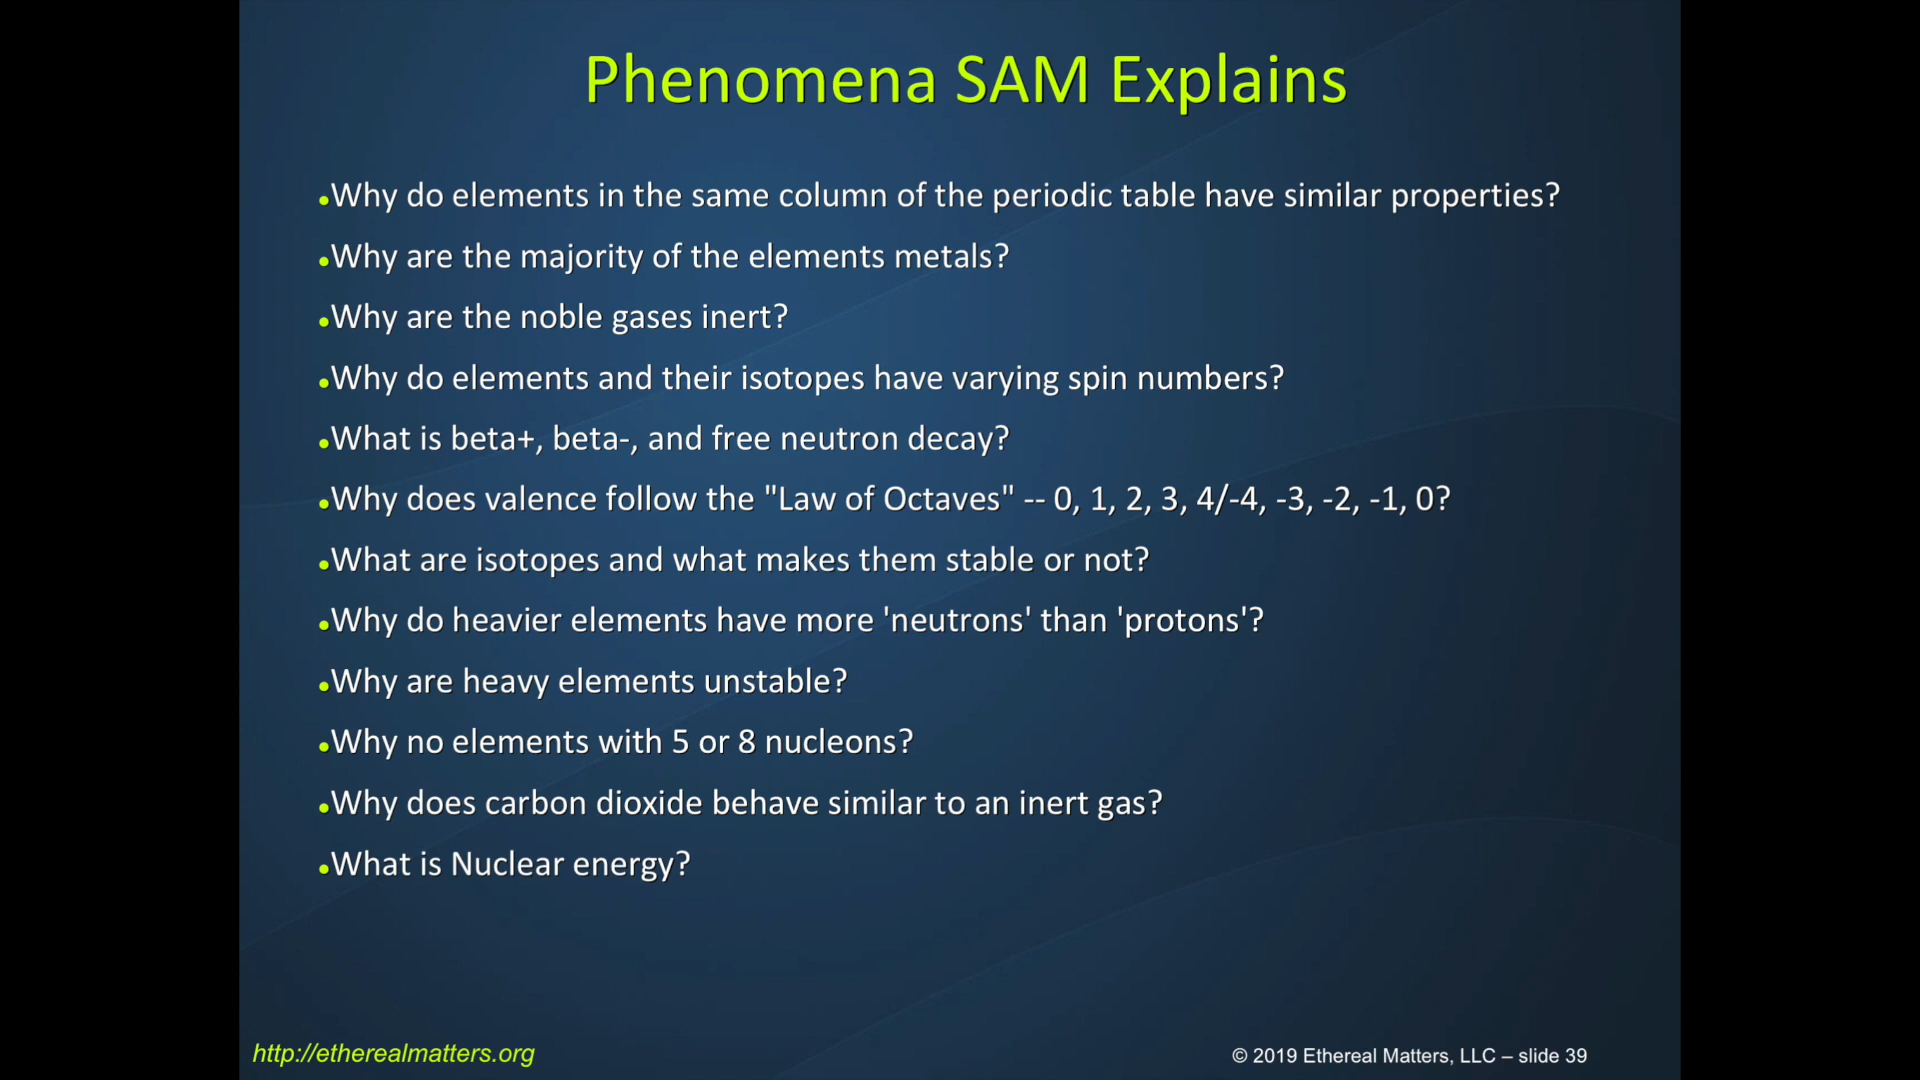 Phenomena SAM Explains
•Why do elements in the same column of the periodic table have similar properties?
•Why are the majority of the elements metals?
•Why are the noble gases inert?
•Why do elements and their isotopes have varying spin numbers?
•What is beta+, beta-, and free neutron decay?
•Why does valence follow the "Law of Octaves" -- 0, 1, 2, 3, 4/-4, -3, -2, -1, 0?
•What are isotopes and what makes them stable or not?
•Why do heavier elements have more 'neutrons' than 'protons'?
•Why are heavy elements unstable?
•Why no elements with 5 or 8 nucleons?
•Why does carbon dioxide behave similar to an inert gas?
•What is Nuclear energy?
http://etherealmatters.org
© 2019 Ethereal Matters, LLC – slide 39